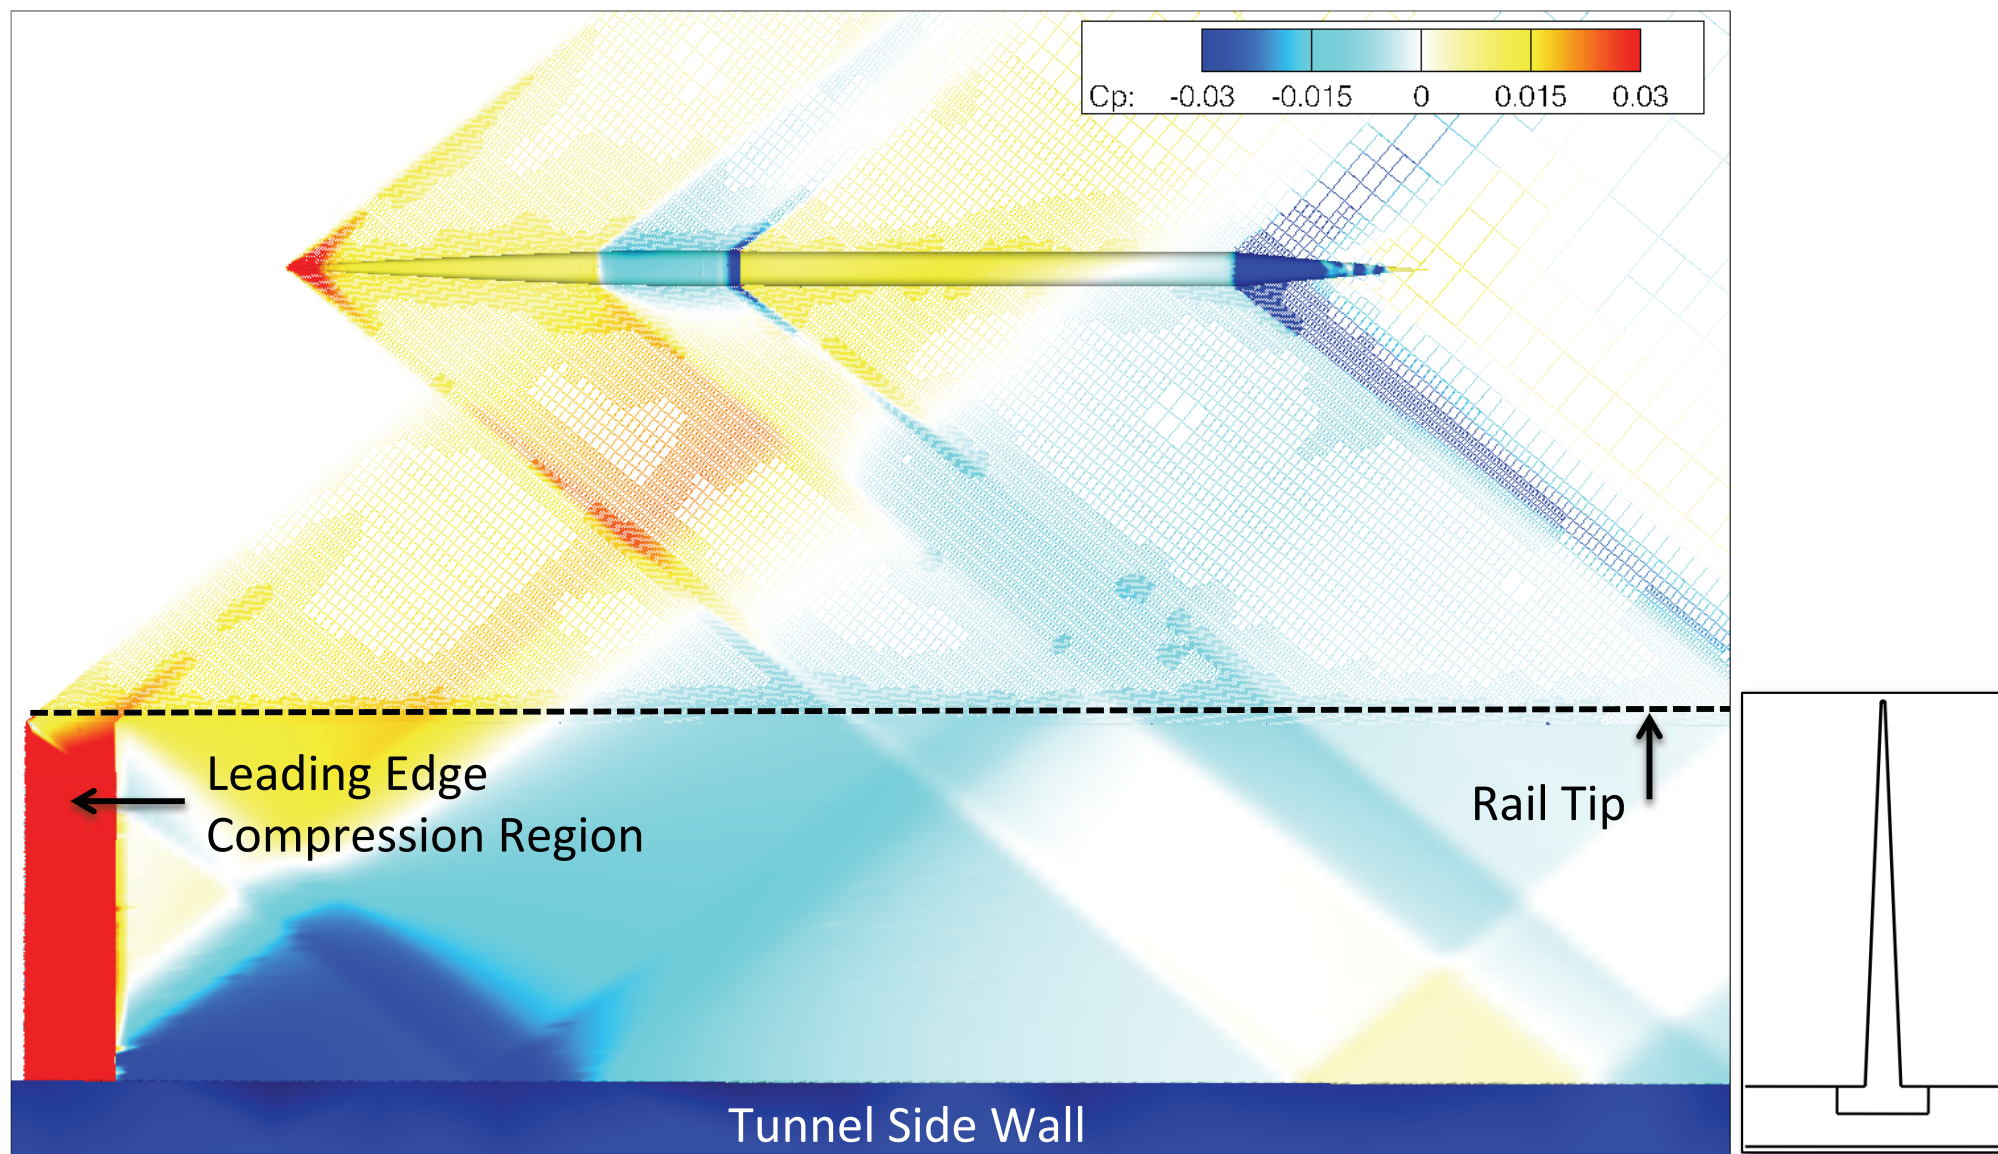 Cp: -0.03 -0.015 0 0.015 0.03
Leading Edge
Compression Region
Rail Tip
Tunnel Side Wall